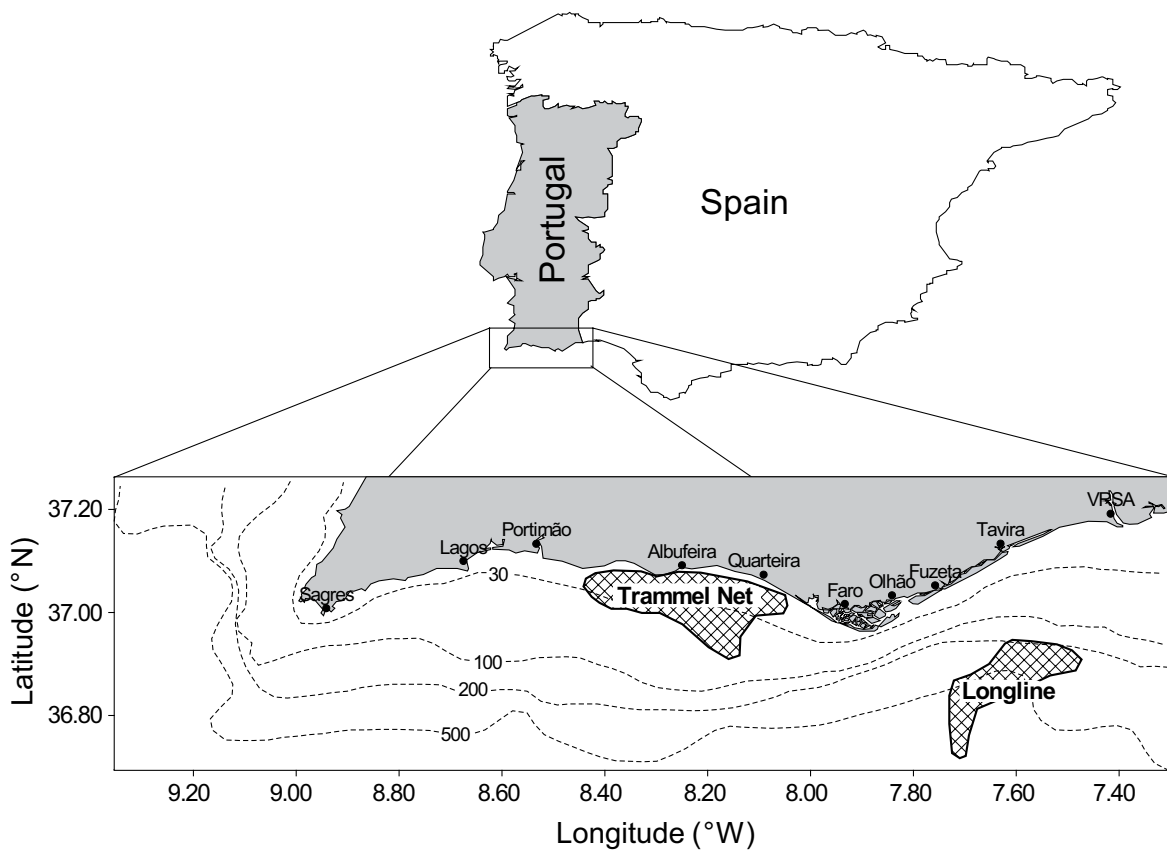 Portugal
Spain
37.20
37.00
36.80
Latitude (°N)
VRSA
Portimão
Tavira
Lagos
Albufeira
Quarteira
Fuzeta
Olhão
Faro
Sagres
30
Trammel Net
100
200
Longline
500
9.20 9.00 8.80 8.60 8.40 8.20 8.00 7.80 7.60 7.40
Longitude (°W)